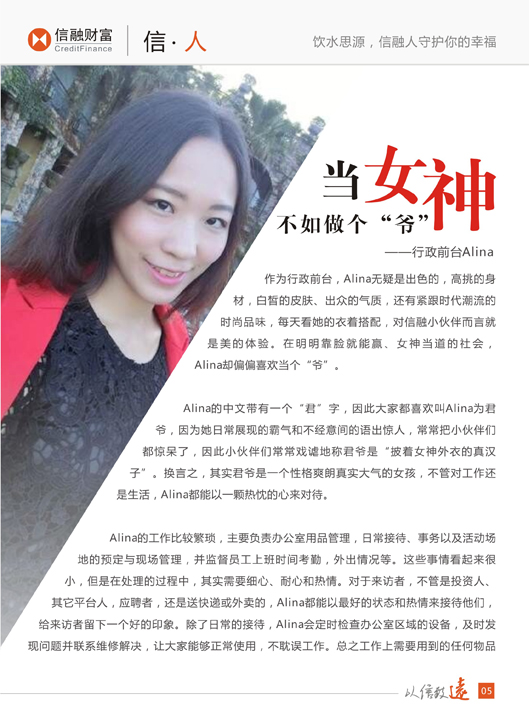 信融财富
CreditFinance
信·人
饮水思源，信融人守护你的幸福
当女神
不如做个“爷”
——行政前台Alina
作为行政前台，Alina无疑是出色的，高挑的身
材，白皙的皮肤、出众的气质，还有紧跟时代潮流的
时尚品味，每天看她的衣着搭配，对信融小伙伴而言就
是美的体验。在明明靠脸就能赢、女神当道的社会，
Alina却偏偏喜欢当个“爷”。
Alina的中文带有一个“君”字，因此大家都喜欢叫Alina为君
爷，因为她日常展现的霸气和不经意间的语出惊人，常常把小伙伴们
都惊呆了，因此小伙伴们常常戏谑地称君爷是“披着女神外衣的真汉
子”。换言之，其实君爷是一个性格爽朗真实大气的女孩，不管对工作还
是生活，Alina都能以一颗热忱的心来对待。
Alina的工作比较繁琐，主要负责办公室用品管理，日常接待、事务以及活动场
地的预定与现场管理，并监督员工上班时间考勤，外出情况等。这些事情看起来很
小，但是在处理的过程中，其实需要细心、耐心和热情。对于来访者，不管是投资人、
其它平台人，应聘者，还是送快递或外卖的，Alina都能以最好的状态和热情来接待他们，
给来访者留下一个好的印象。除了日常的接待，Alina会定时检查办公室区域的设备，及时发
现问题并联系维修解决，让大家能够正常使用，不耽误工作。总之工作上需要用到的任何物品
以信致遠
05